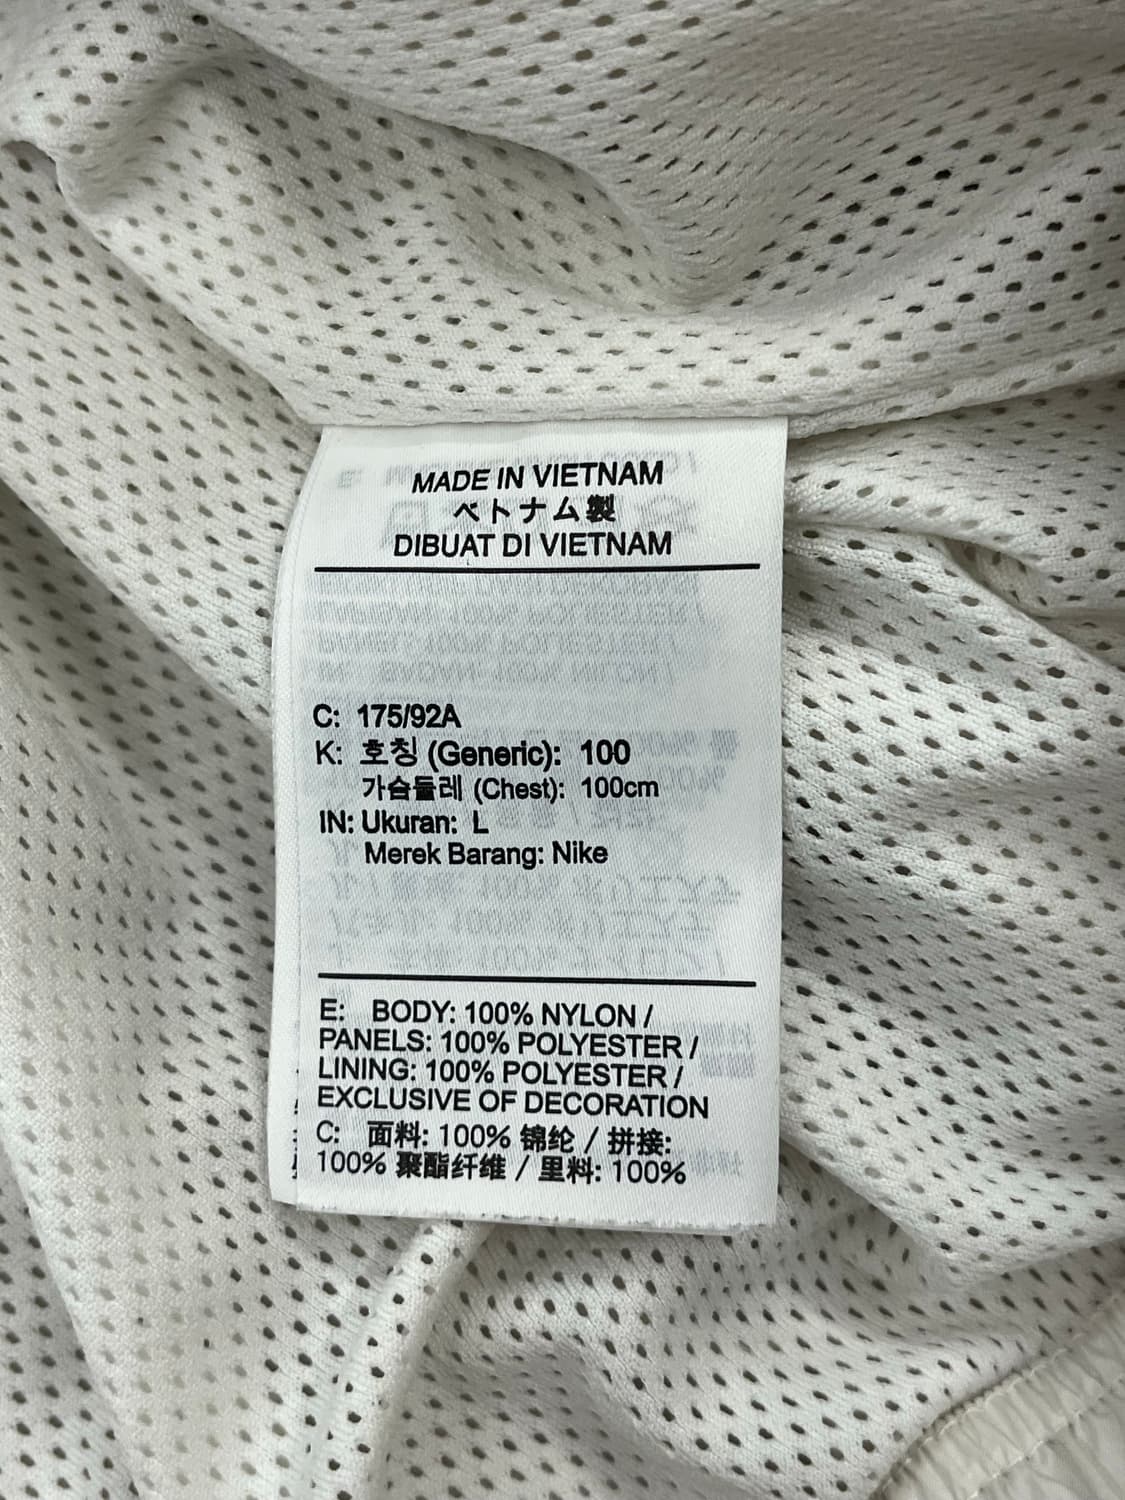 MADE IN VIETNAM
ベトナム製
DIBUAT DI VIETNAM
C: 175/92A
K: 호칭 (Generic): 100
가슴둘레 (Chest): 100cm
IN: Ukuran: L
Merek Barang: Nike
E: BODY: 100% NYLON /
PANELS: 100% POLYESTER /
LINING: 100% POLYESTER /
EXCLUSIVE OF DECORATION
C: 面料: 100% 锦纶 / 拼接:
100% 聚酯纤维 / 里料: 100%